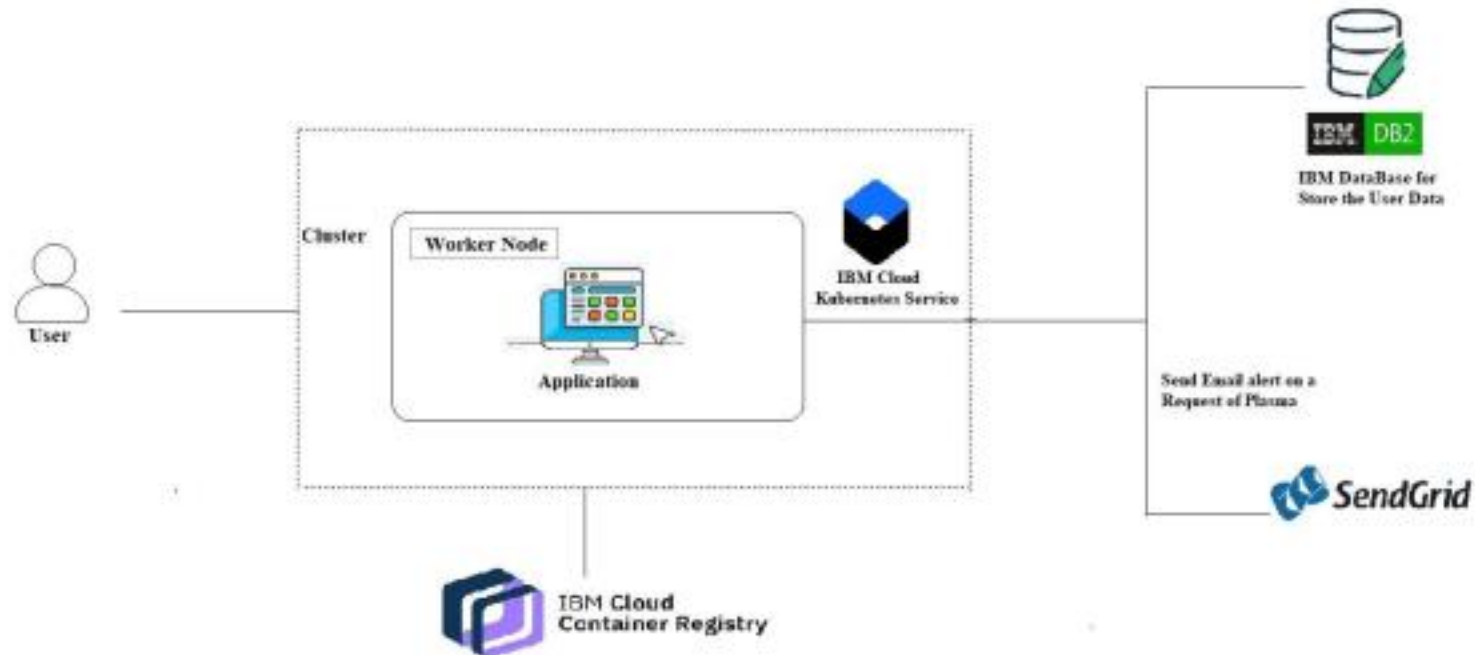 IBM DB2
IBM DataBase for
Store the User Data
Cluster
Worker Node
IBM Cloud
Kubernetes Service
User
Application
Send Email alert on a
Request of Plasma
SendGrid
IBM Cloud
Container Registry